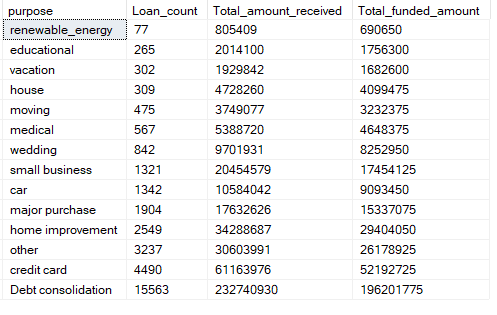 purpose Loan_count Total_amount_received Total_funded_amount
renewable_energy 77 805409 690650
educational 265 2014100 1756300
vacation 302 1929842 1682600
house 309 4728260 4099475
moving 475 3749077 3232375
medical 567 5388720 4648375
wedding 842 9701931 8252950
small business 1321 20454579 17454125
car 1342 10584042 9093450
major purchase 1904 17632626 15337075
home improvement 2549 34288687 29404050
other 3237 30603991 26178925
credit card 4490 61163976 52192725
Debt consolidation 15563 232740930 196201775